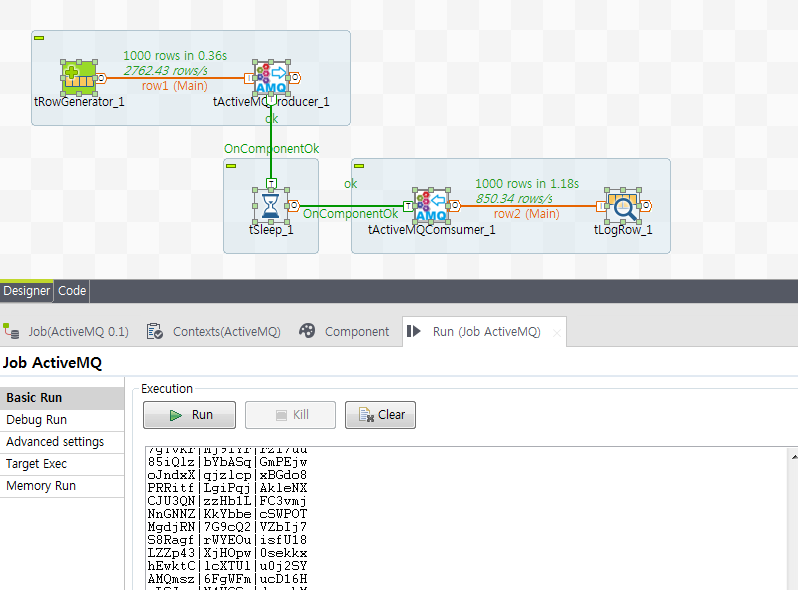 1000 rows in 0.36s
2762.43 rows/s
row1 (Main)
AMQ
tRowGenerator_1
tActiveMQProducer_1
ok
OnComponentOk
ok
1000 rows in 1.18s
850.34 rows/s
OnComponentOk
AMQ
row2 (Main)
tSleep_1
tActiveMQComsumer_1
tLogRow_1
Designer Code
Job(ActiveMQ 0.1) Contexts(ActiveMQ) Component Run (Job ActiveMQ)
Job ActiveMQ
Basic Run
Debug Run
Advanced settings
Target Exec
Memory Run
Execution
Run Kill Clear
85iQlz|bYbASq|GmPEjw
oJndxX|qjzlcp|xBGdo8
PRRitf|LgiPqj|AkleNX
CJU3QN|zzHb1L|FC3vmj
NnGNNZ|KkYbbe|cSWPOT
MgdjRN|7G9cQ2|VZbIj7
S8Ragf|rWYEOu|isfU18
LZZp43|XjHOpw|0sekkx
hEwktC|lcXTUl|u0j2SY
AMQmsz|6FgWFm|ucD16H